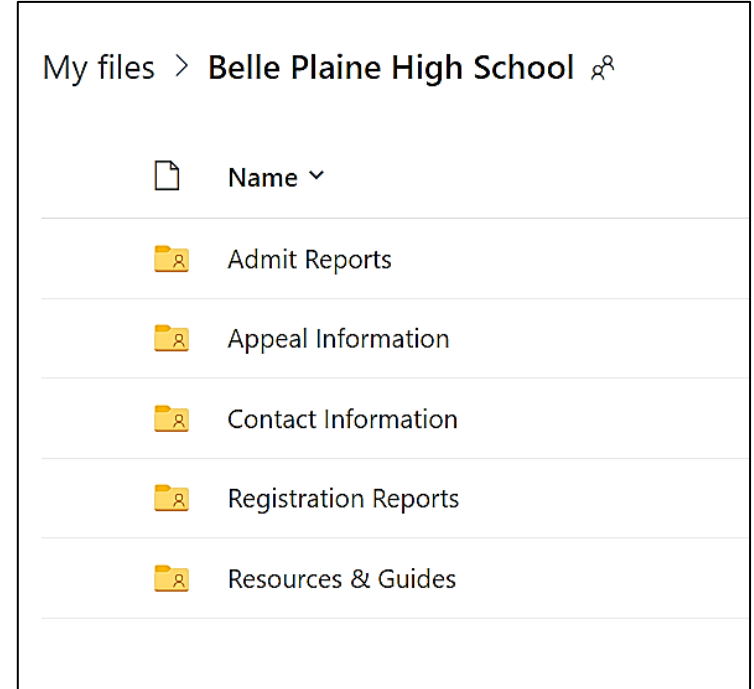 My files > Belle Plaine High School
Name
Admit Reports
Appeal Information
Contact Information
Registration Reports
Resources & Guides